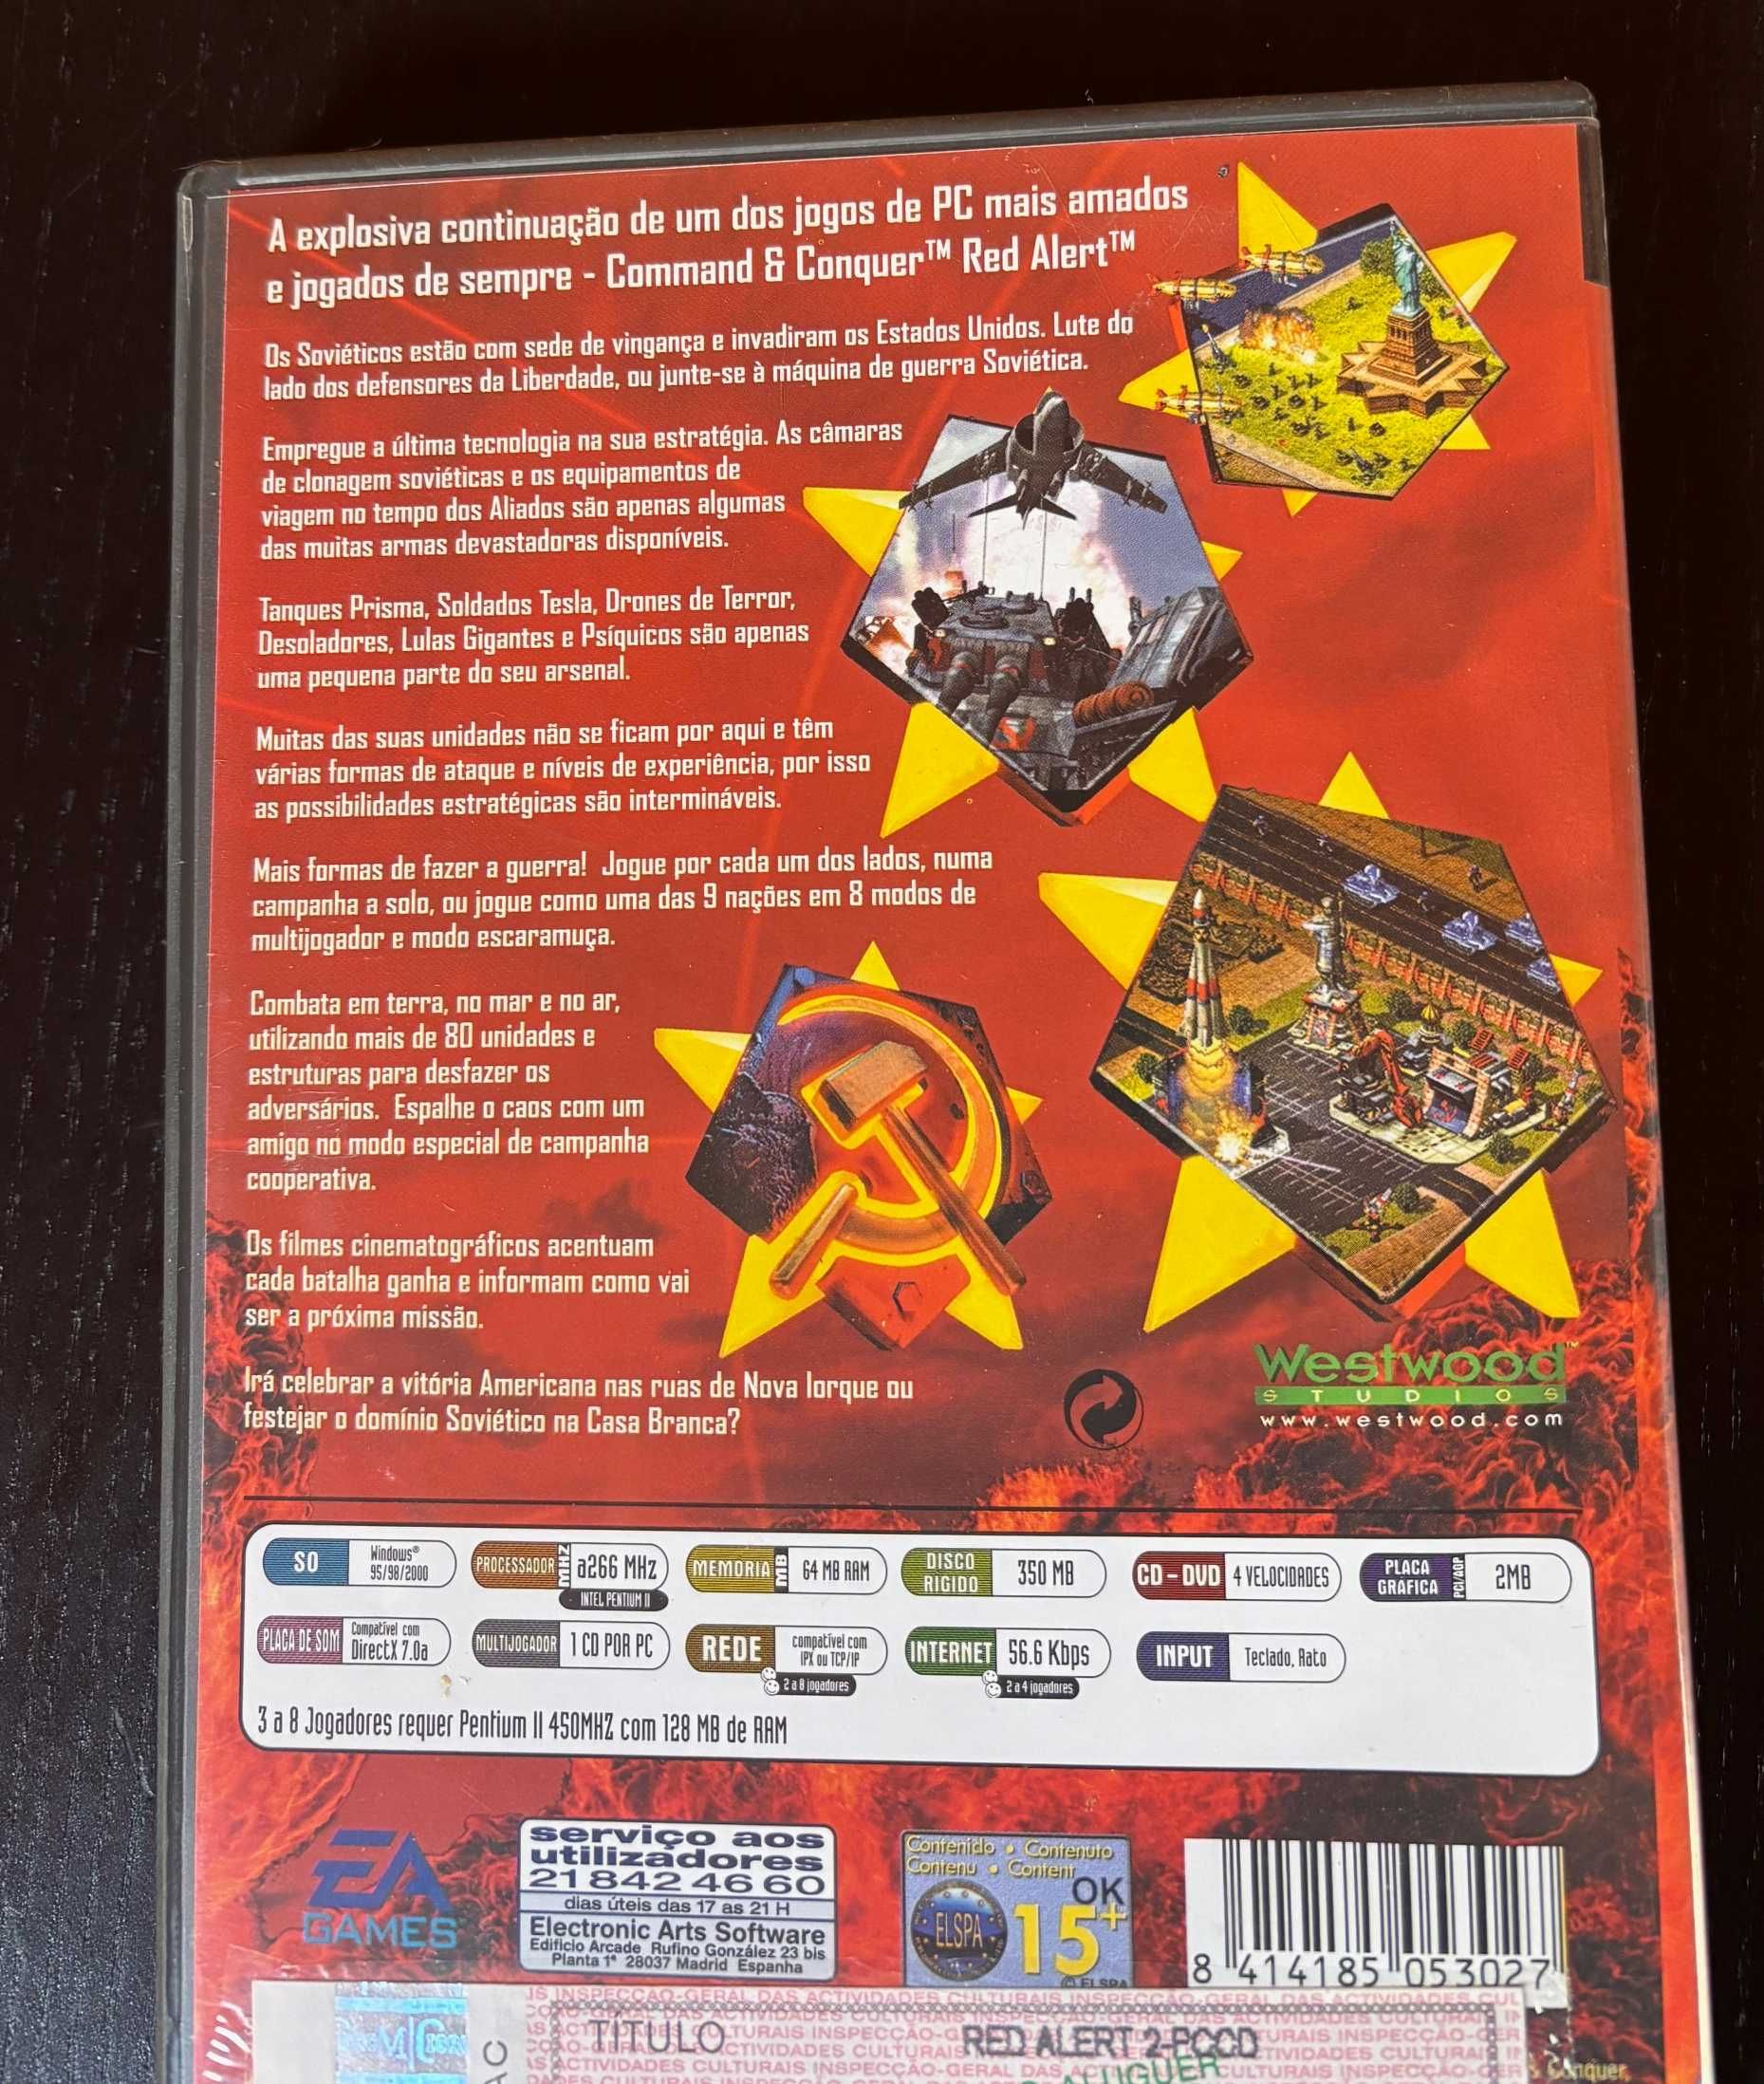 A explosiva continuação de um dos jogos de PC mais amados
e jogados de sempre - Command & Conquer™ Red Alert™
Os Soviéticos estão com sede de vingança e invadiram os Estados Unidos. Lute do
lado dos defensores da Liberdade, ou junte-se à máquina de guerra Soviética.
Empregue a última tecnologia na sua estratégia. As câmaras
de clonagem soviéticas e os equipamentos de
viagem no tempo dos Aliados são apenas algumas
das muitas armas devastadoras disponíveis.
Tanques Prisma, Soldados Tesla, Drones de Terror,
Desoladores, Lulas Gigantes e Psíquicos são apenas
uma pequena parte do seu arsenal.
Muitas das suas unidades não se ficam por aqui e têm
várias formas de ataque e níveis de experiência, por isso
as possibilidades estratégicas são intermináveis.
Mais formas de fazer a guerra! Jogue por cada um dos lados, numa
campanha a solo, ou jogue como uma das 9 nações em 8 modos de
multijogador e modo escaramuça.
Combata em terra, no mar e no ar,
utilizando mais de 80 unidades e
estruturas para desfazer os
adversários. Espalhe o caos com um
amigo no modo especial de campanha
cooperativa.
Os filmes cinematográficos acentuam
cada batalha ganha e informam como vai
ser a próxima missão.
Irá celebrar a vitória Americana nas ruas de Nova Iorque ou
festejar o domínio Soviético na Casa Branca?
Westwood™
STUDIOS
www.westwood.com
SO Windows® 95/98/2000
PROCESSADOR MHZ a266 MHz INTEL PENTIUM II
MEMORIA MB 64 MB RAM
DISCO RIGIDO 350 MB
CD-DVD 4 VELOCIDADES
PLACA GRAFICA PCI/AGP 2MB
PLACA DE SOM Compatível com DirectX 7.0a
MULTIJOGADOR 1 CD POR PC
REDE compatível com IPX ou TCP/IP 2 a 8 jogadores
INTERNET 56.6 Kbps 2 a 4 jogadores
INPUT Teclado, Rato
3 a 8 Jogadores requer Pentium II 450MHZ com 128 MB de RAM
EA
GAMES
serviço aos
utilizadores
21 842 46 60
dias úteis das 17 as 21 H
Electronic Arts Software
Edificio Arcade Rufino González 23 bis
Planta 1ª 28037 Madrid Espanha
Contenido • Contenuto
Contenu • Content
OK
ELSPA
15+
© ELSPA
8 414185 053027
INSPECÇÃO-GERAL DAS ACTIVIDADES CULTURAIS
TITULO
RED ALERT 2-PCCD
ALUGUER
Conquer,